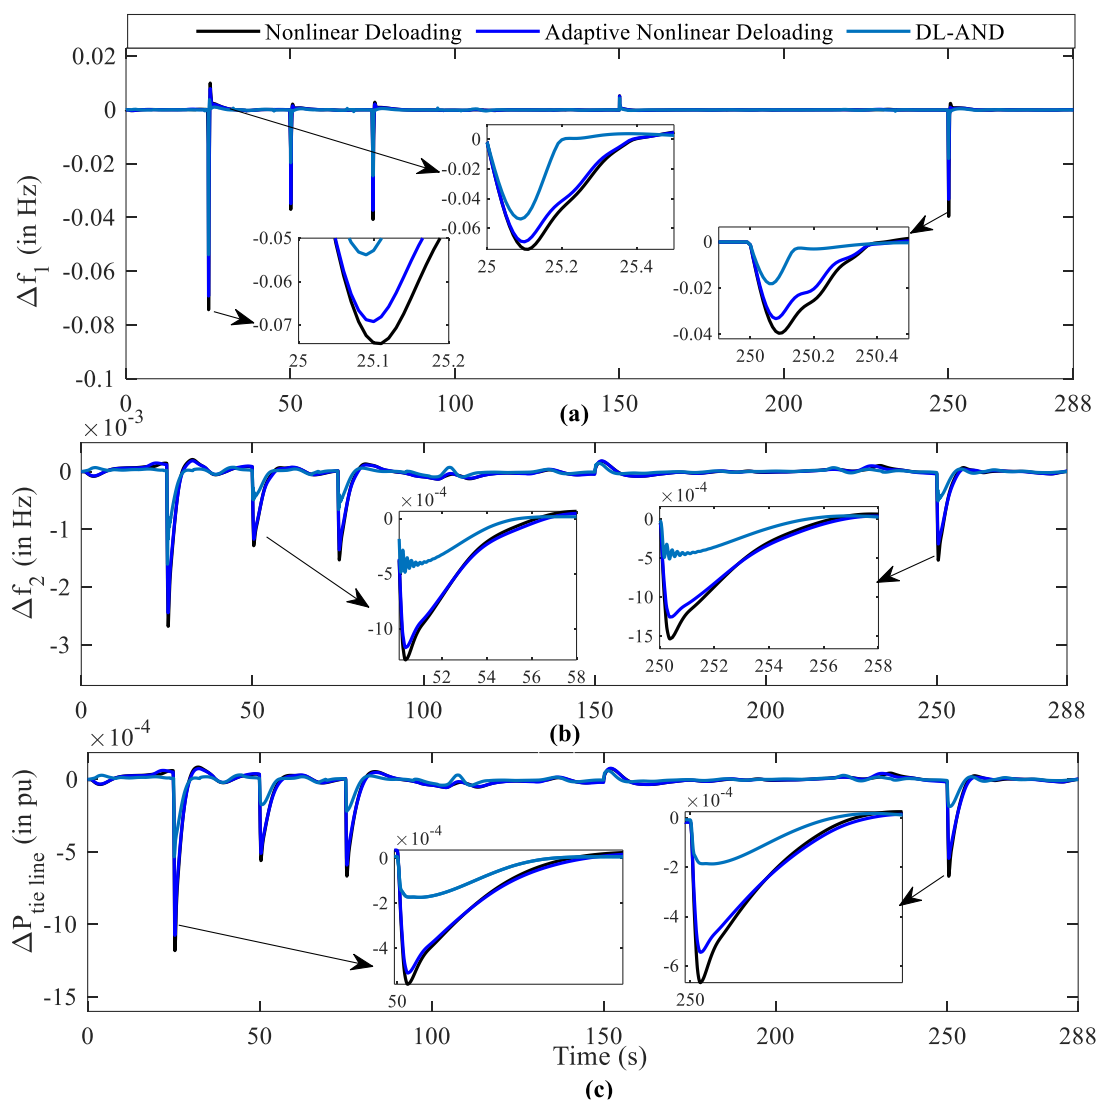 Nonlinear Deloading Adaptive Nonlinear Deloading DL-AND
0.02
0
-0.02
-0.04
-0.06
-0.08
-0.1
Δf1 (in Hz)
0
-0.02
-0.04
-0.06
25 25.2 25.4
-0.05
-0.06
-0.07
25 25.1 25.2
0
-0.02
-0.04
250 250.2 250.4
0 50 100 150 200 250 288
(a)
×10-3
0
-1
-2
-3
Δf2 (in Hz)
×10-4
0
-5
-10
52 54 56 58
×10-4
0
-5
-10
-15
250 252 254 256 258
0 50 100 150 200 250 288
(b)
×10-4
0
-5
-10
-15
ΔPtie line (in pu)
×10-4
0
-2
-4
50
×10-4
0
-2
-4
-6
250
0 50 100 150 200 250 288
Time (s)
(c)